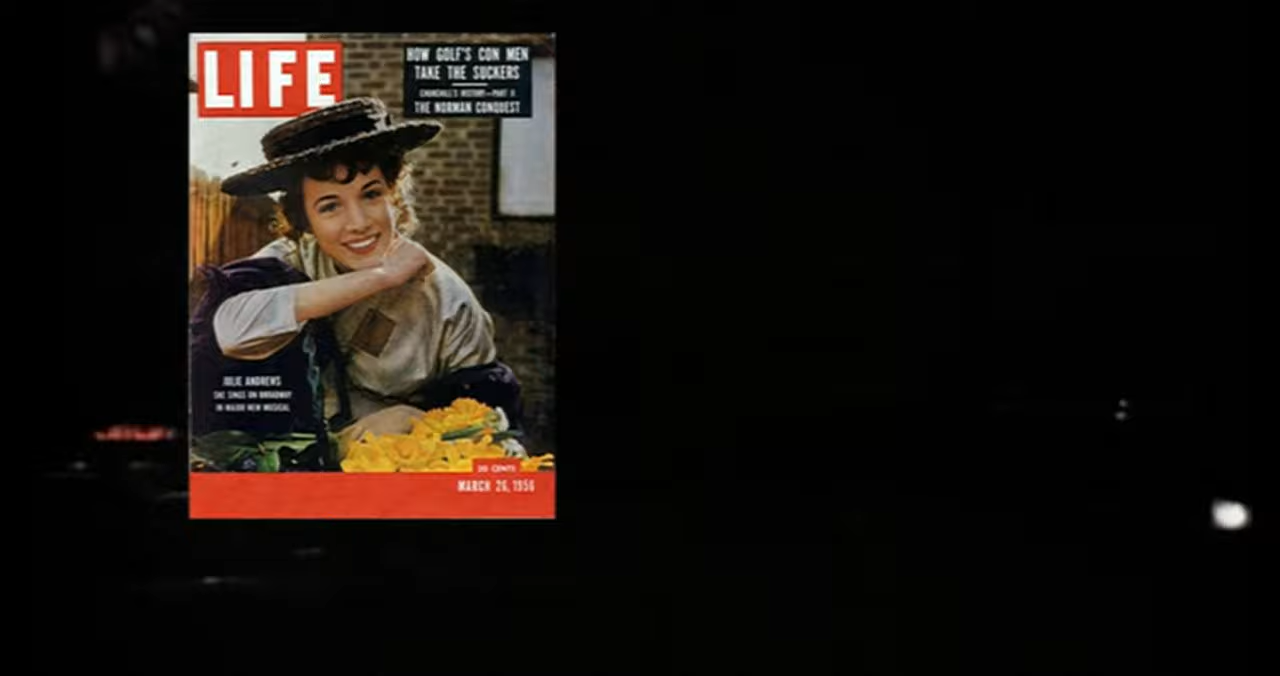 LIFE
HOW GOLF'S CON MEN
TAKE THE SUCKERS
CHURCHILL'S HISTORY—PART II
THE NORMAN CONQUEST
JULIE ANDREWS
SHE SINGS ON BROADWAY
IN MAJOR NEW MUSICAL
20 CENTS
MARCH 26, 1956